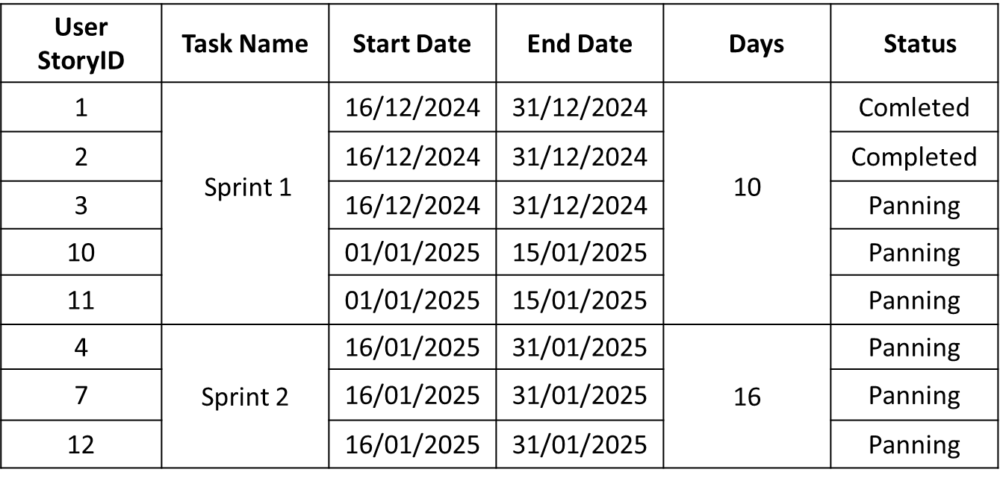 User StoryID Task Name Start Date End Date Days Status
1 Sprint 1 16/12/2024 31/12/2024 10 Comleted
2 16/12/2024 31/12/2024 Completed
3 16/12/2024 31/12/2024 Panning
10 01/01/2025 15/01/2025 Panning
11 01/01/2025 15/01/2025 Panning
4 Sprint 2 16/01/2025 31/01/2025 16 Panning
7 16/01/2025 31/01/2025 Panning
12 16/01/2025 31/01/2025 Panning